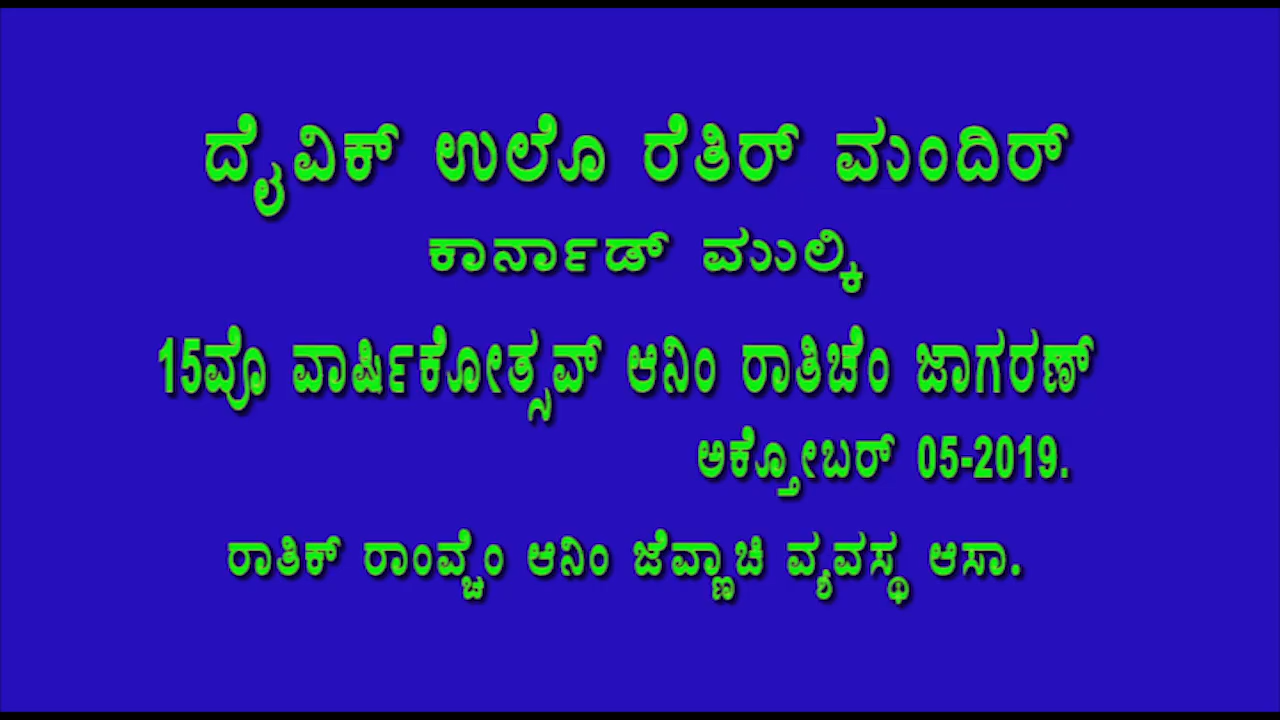 ದೈವಿಕ್ ಉಲೊ ರೆತಿರ್ ಮಂದಿರ್
ಕಾರ್ನಾಡ್ ಮುಲ್ಕಿ
15ವೊ ವಾರ್ಷಿಕೋತ್ಸವ್ ಆನಿಂ ರಾತಿಚೆಂ ಜಾಗರಣ್
ಅಕ್ತೋಬರ್ 05-2019.
ರಾತಿಕ್ ರಾಂವ್ಚೆಂ ಆನಿಂ ಜೆವ್ಣಾಚಿ ವ್ಯವಸ್ಥ ಆಸಾ.